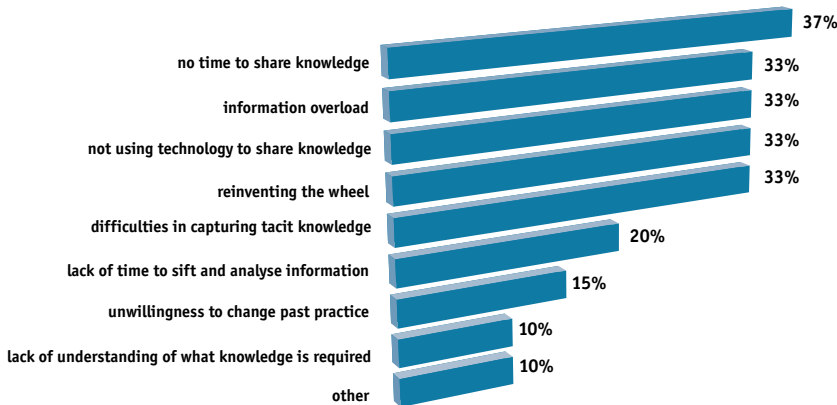 37%
no time to share knowledge
33%
information overload
33%
not using technology to share knowledge
33%
reinventing the wheel
33%
difficulties in capturing tacit knowledge
20%
lack of time to sift and analyse information
15%
unwillingness to change past practice
10%
lack of understanding of what knowledge is required
10%
other